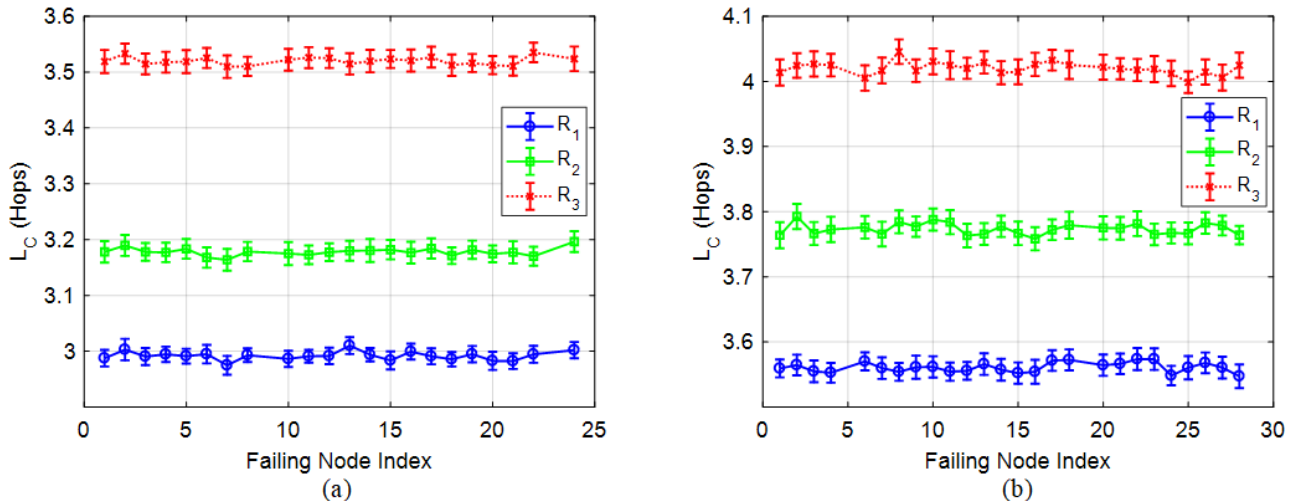 3.6
3.5
3.4
3.3
3.2
3.1
3
L_C (Hops)
R_1
R_2
R_3
0 5 10 15 20 25
Failing Node Index
(a)
4.1
4
3.9
3.8
3.7
3.6
L_C (Hops)
R_1
R_2
R_3
0 5 10 15 20 25 30
Failing Node Index
(b)